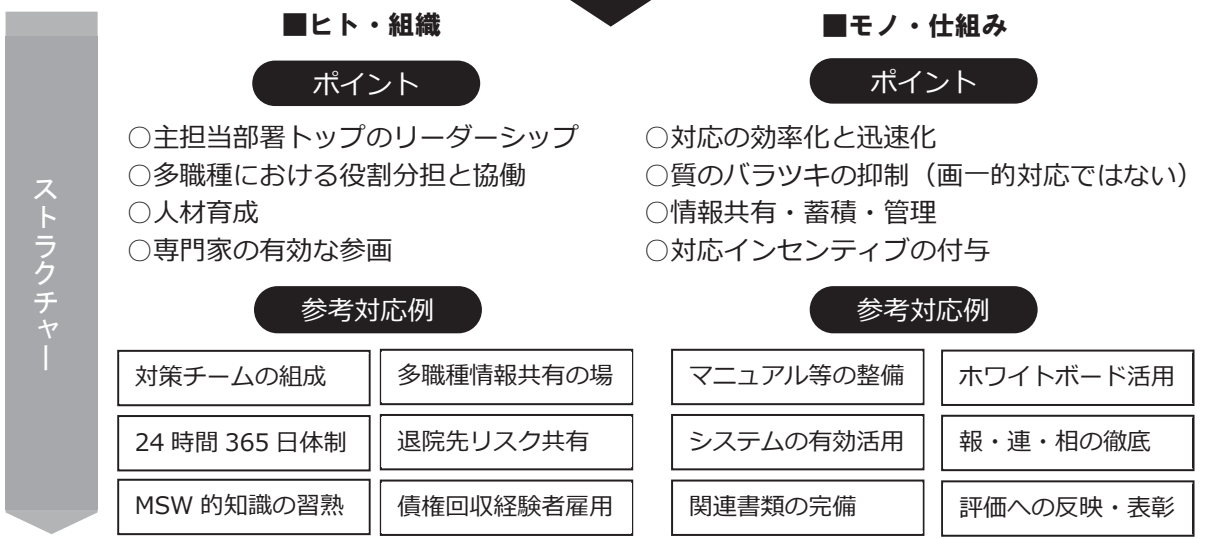 ストラクチャー
■ヒト・組織
ポイント
○主担当部署トップのリーダーシップ
○多職種における役割分担と協働
○人材育成
○専門家の有効な参画
参考対応例
対策チームの組成
多職種情報共有の場
24 時間 365 日体制
退院先リスク共有
MSW 的知識の習熟
債権回収経験者雇用
■モノ・仕組み
ポイント
○対応の効率化と迅速化
○質のバラツキの抑制（画一的対応ではない）
○情報共有・蓄積・管理
○対応インセンティブの付与
参考対応例
マニュアル等の整備
ホワイトボード活用
システムの有効活用
報・連・相の徹底
関連書類の完備
評価への反映・表彰